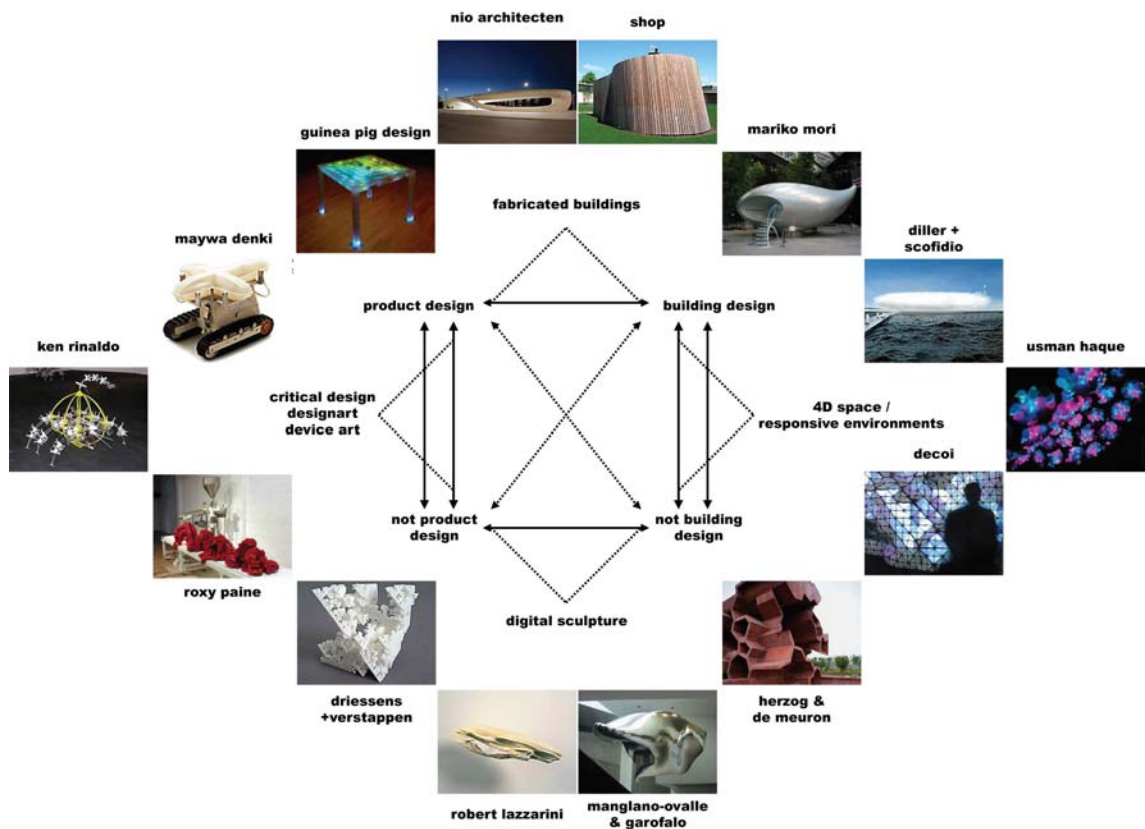 nio architecten
shop
guinea pig design
mariko mori
fabricated buildings
maywa denki
diller +
scofidio
product design
building design
ken rinaldo
usman haque
critical design
designart
device art
4D space /
responsive environments
decoi
not product
design
not building
design
roxy paine
digital sculpture
driessens
+verstappen
herzog &
de meuron
robert lazzarini
manglano-ovalle
& garofalo